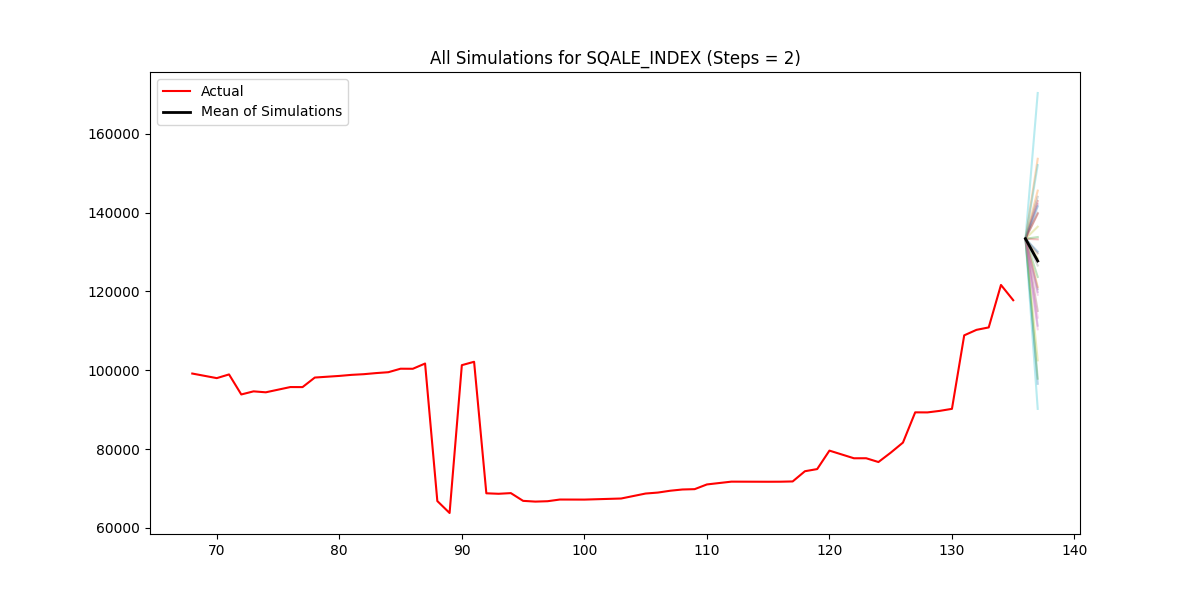 All Simulations for SQALE_INDEX (Steps = 2)
Actual
Mean of Simulations
160000
140000
120000
100000
80000
60000
70 80 90 100 110 120 130 140